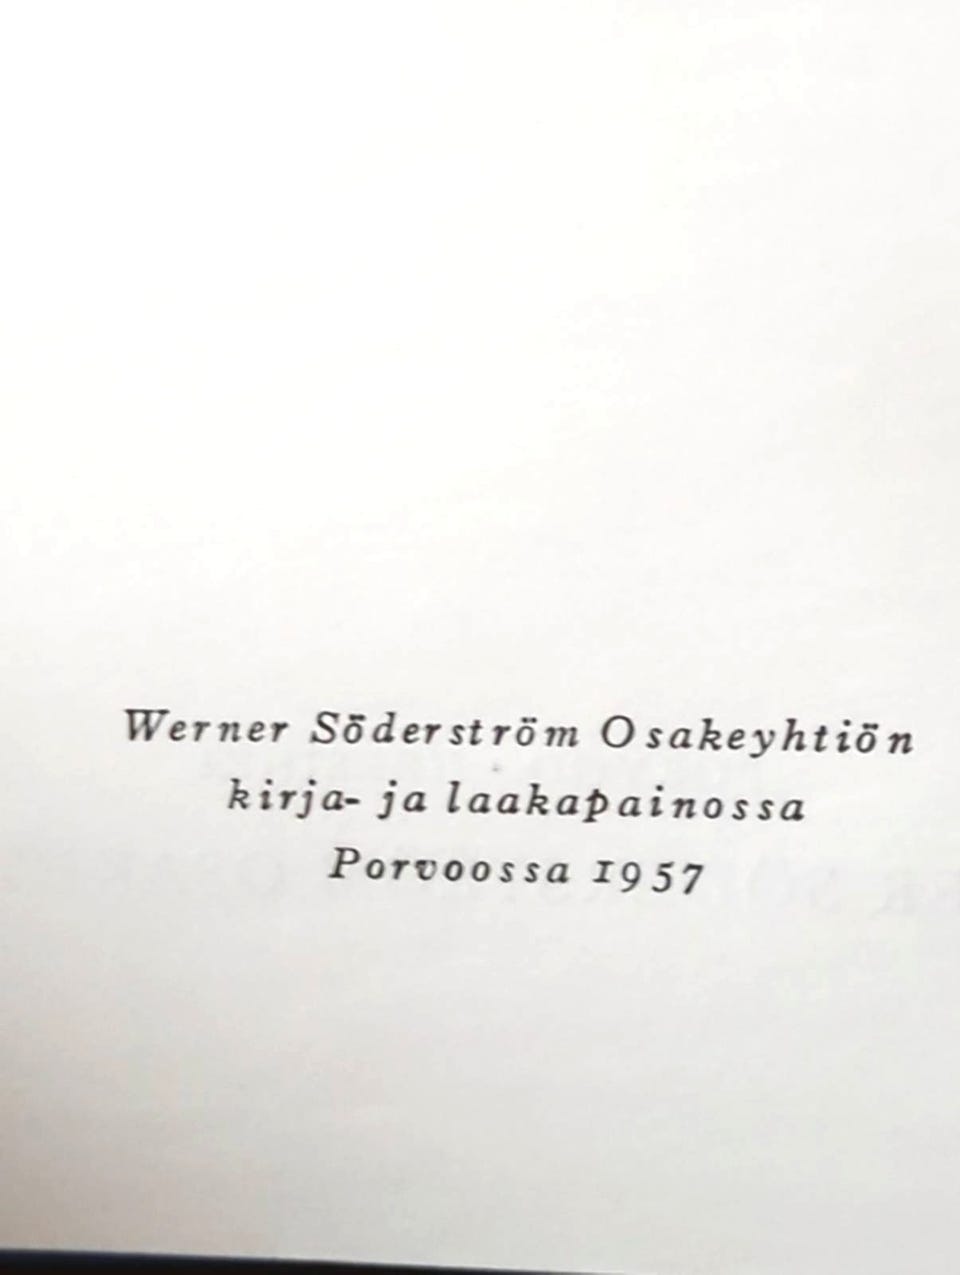 Werner Söderström Osakeyhtiön
kirja- ja laakapainossa
Porvoossa 1957